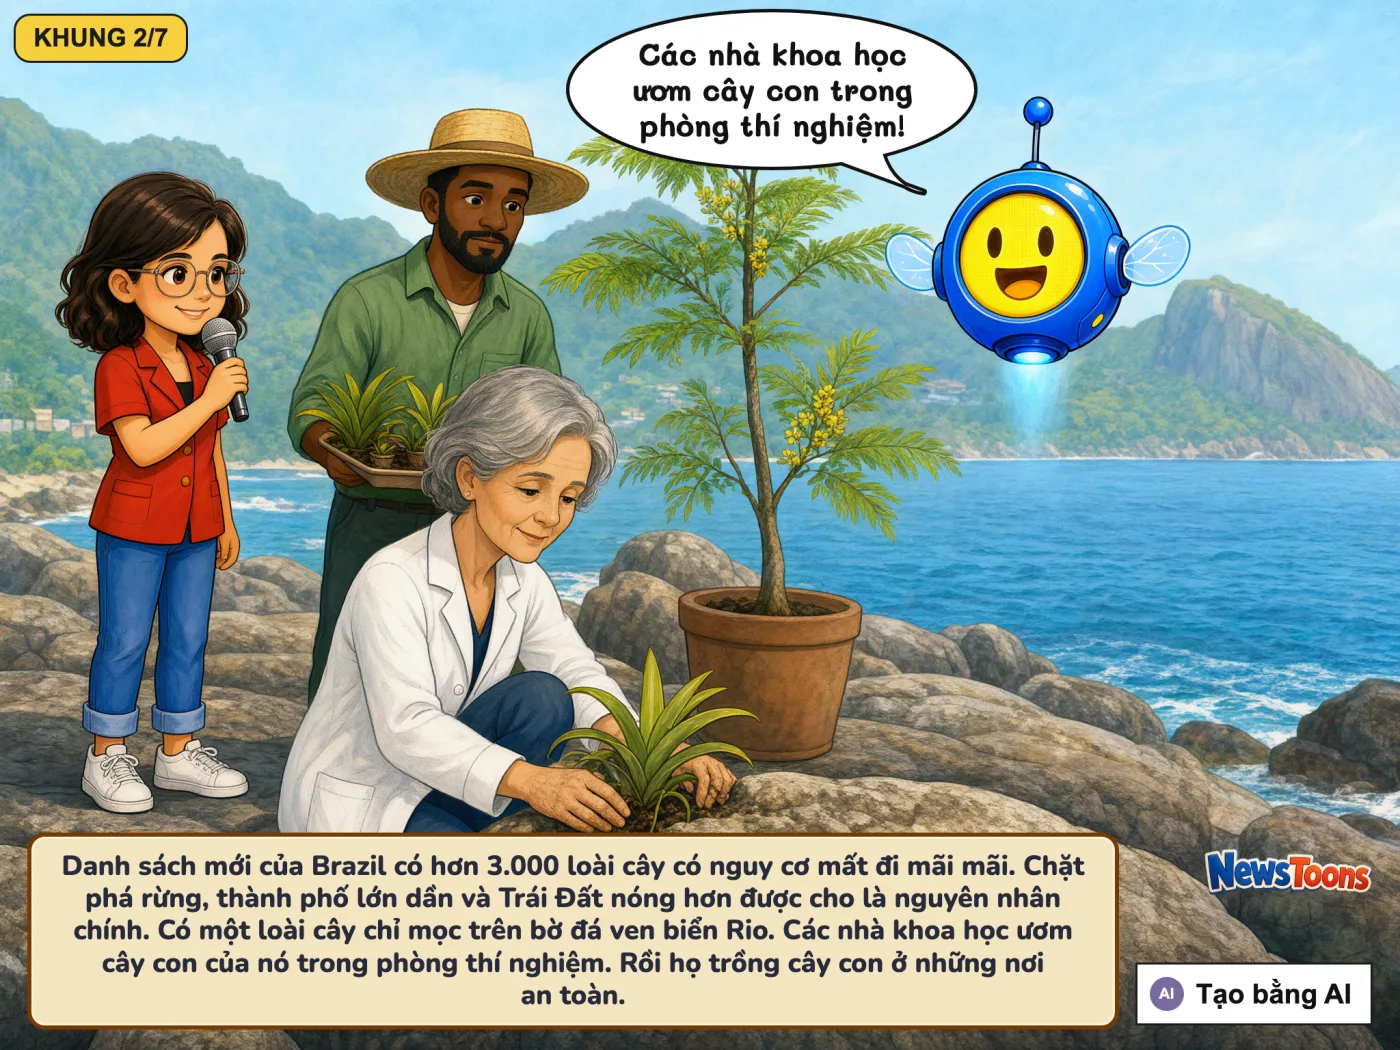 KHUNG 2/7
Các nhà khoa học
ươm cây con trong
phòng thí nghiệm!
Danh sách mới của Brazil có hơn 3.000 loài cây có nguy cơ mất đi mãi mãi. Chặt
phá rừng, thành phố lớn dần và Trái Đất nóng hơn được cho là nguyên nhân
chính. Có một loài cây chỉ mọc trên bờ đá ven biển Rio. Các nhà khoa học ươm
cây con của nó trong phòng thí nghiệm. Rồi họ trồng cây con ở những nơi
an toàn.
NEWSTOONS
AI Tạo bằng AI